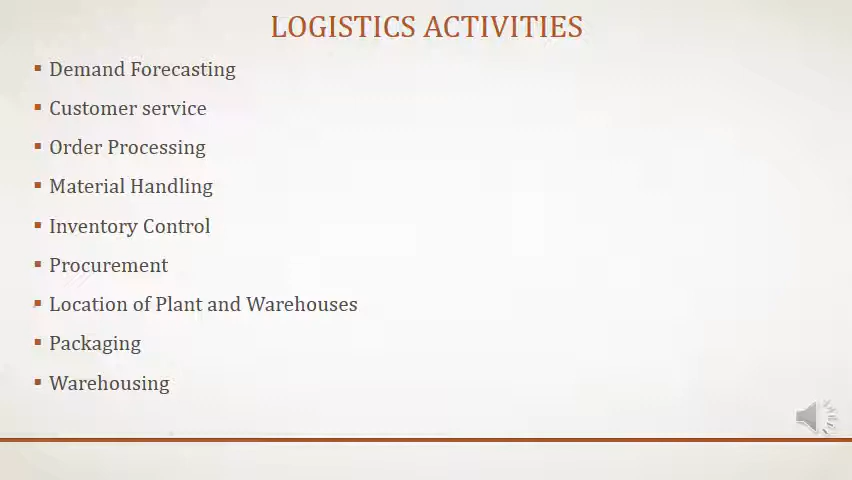 LOGISTICS ACTIVITIES
▪ Demand Forecasting
▪ Customer service
▪ Order Processing
▪ Material Handling
▪ Inventory Control
▪ Procurement
▪ Location of Plant and Warehouses
▪ Packaging
▪ Warehousing